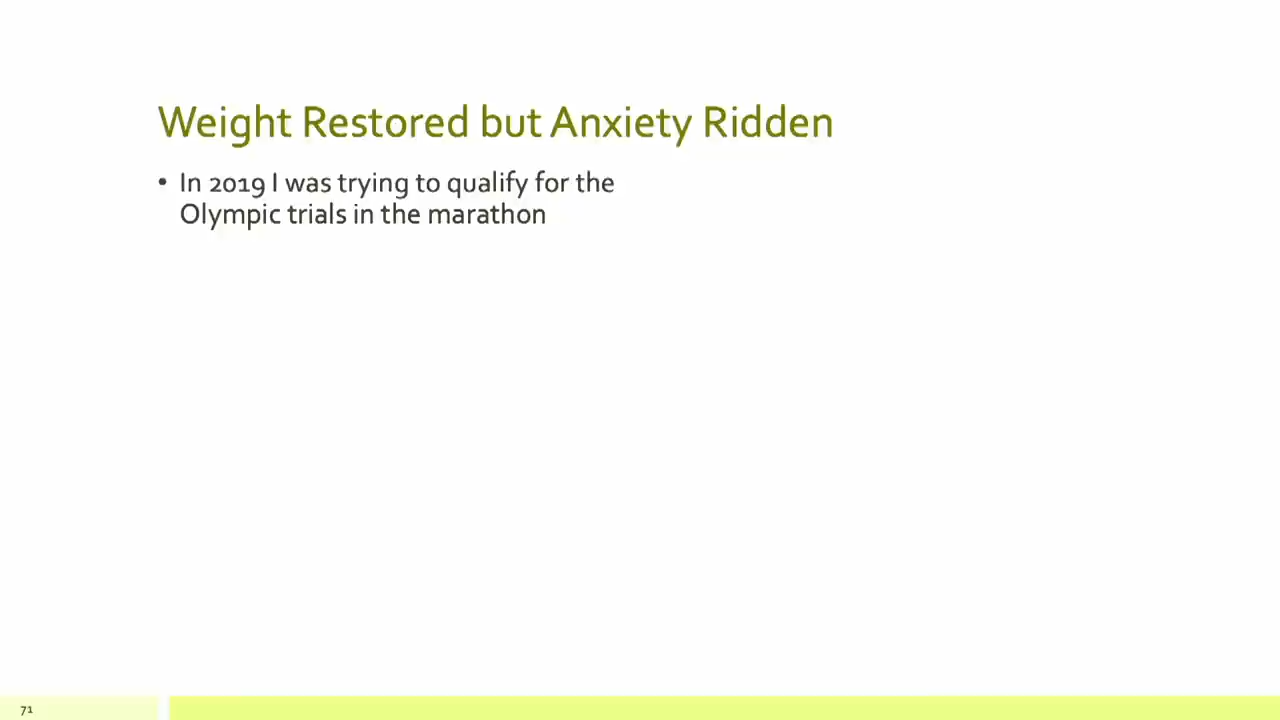 Weight Restored but Anxiety Ridden
• In 2019 I was trying to qualify for the
Olympic trials in the marathon
71